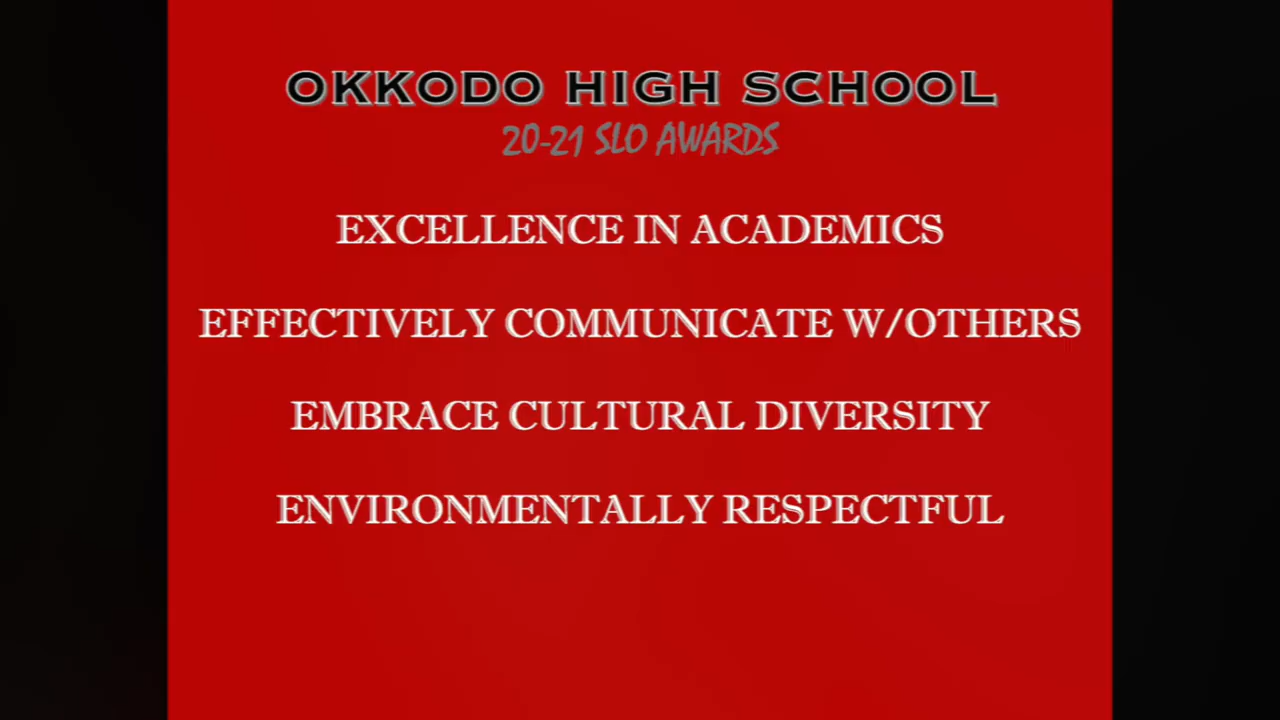 OKKODO HIGH SCHOOL
20-21 SLO AWARDS
EXCELLENCE IN ACADEMICS
EFFECTIVELY COMMUNICATE W/OTHERS
EMBRACE CULTURAL DIVERSITY
ENVIRONMENTALLY RESPECTFUL